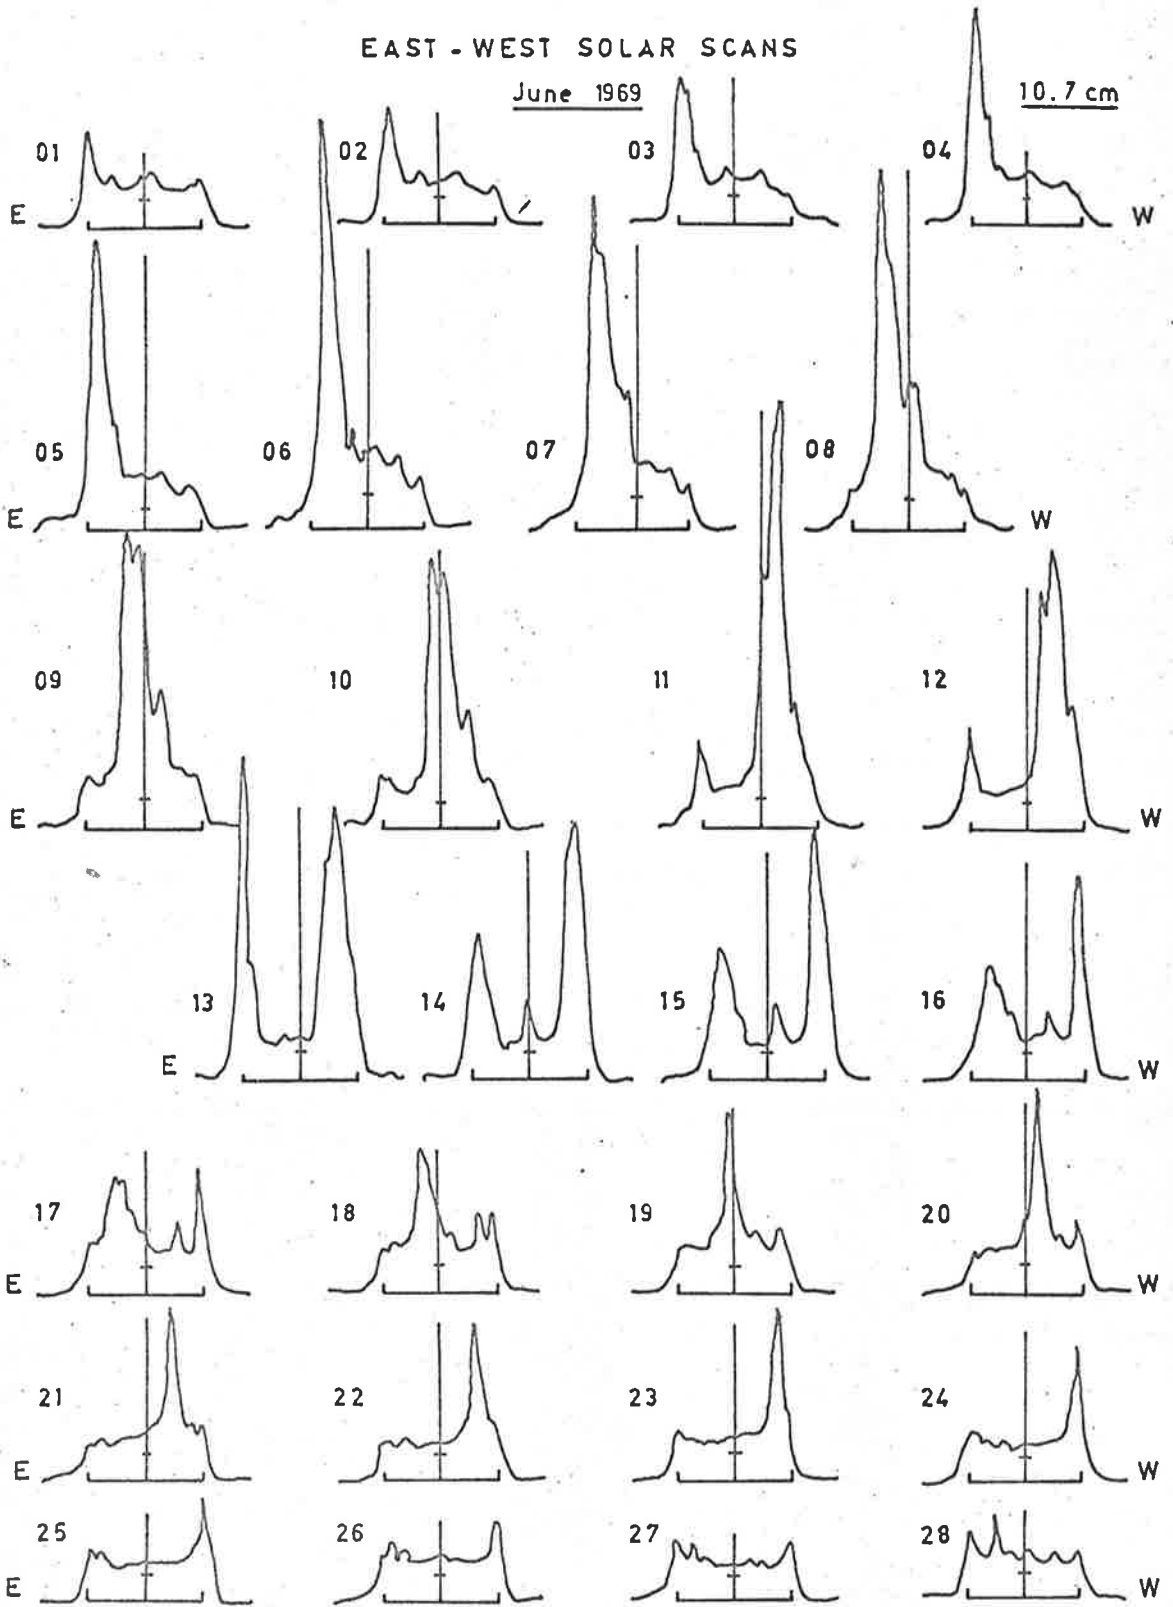 EAST - WEST SOLAR SCANS
June 1969
10.7 cm
01 02 03 04
E W
05 06 07 08
E W
09 10 11 12
E W
13 14 15 16
E W
17 18 19 20
E W
21 22 23 24
E W
25 26 27 28
E W